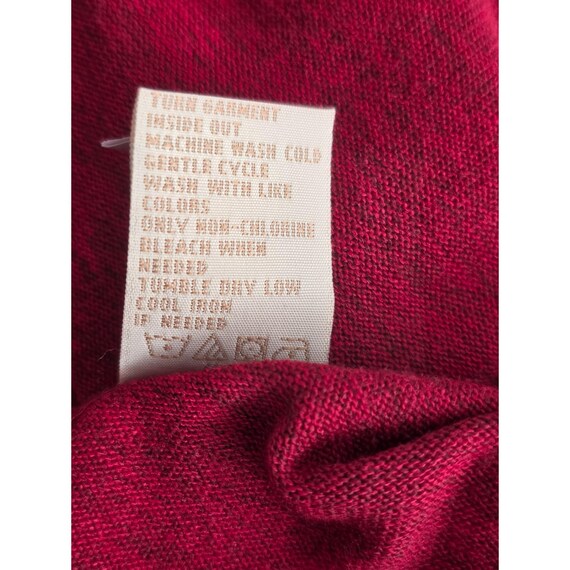 TURN GARMENT
INSIDE OUT
MACHINE WASH COLD
GENTLE CYCLE
WASH WITH LIKE
COLORS
ONLY NON-CHLORINE
BLEACH WHEN
NEEDED
TUMBLE DRY LOW
COOL IRON
IF NEEDED